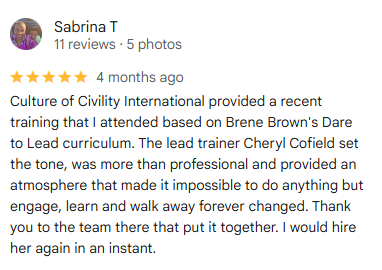 Sabrina T
11 reviews · 5 photos
4 months ago
Culture of Civility International provided a recent
training that I attended based on Brene Brown's Dare
to Lead curriculum. The lead trainer Cheryl Cofield set
the tone, was more than professional and provided an
atmosphere that made it impossible to do anything but
engage, learn and walk away forever changed. Thank
you to the team there that put it together. I would hire
her again in an instant.